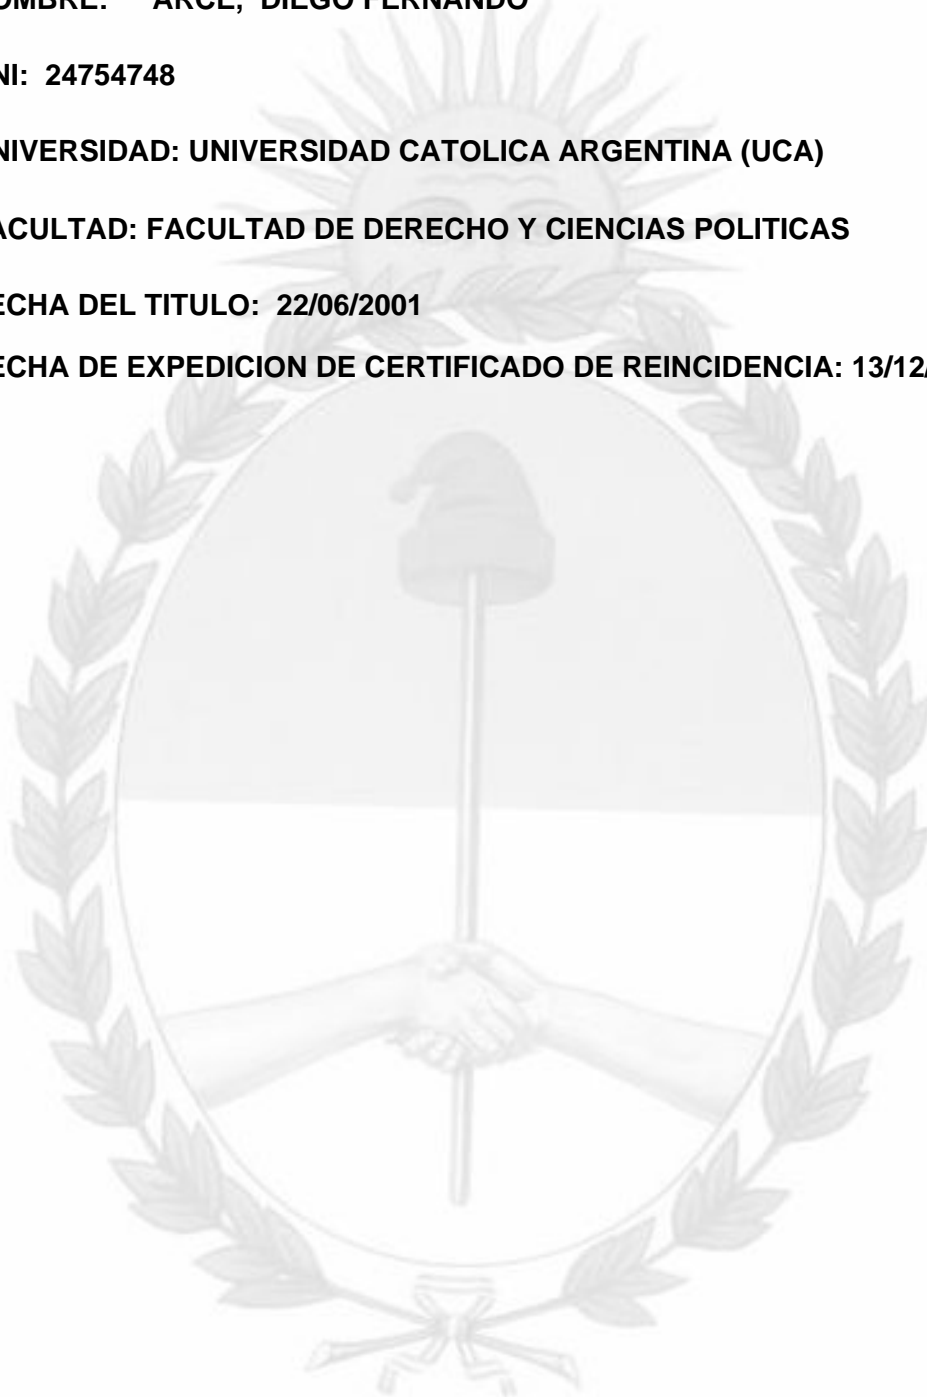 OMBRE: ARCE, DIEGO FERNANDO
NI: 24754748
NIVERSIDAD: UNIVERSIDAD CATOLICA ARGENTINA (UCA)
ACULTAD: FACULTAD DE DERECHO Y CIENCIAS POLITICAS
ECHA DEL TITULO: 22/06/2001
ECHA DE EXPEDICION DE CERTIFICADO DE REINCIDENCIA: 13/12/